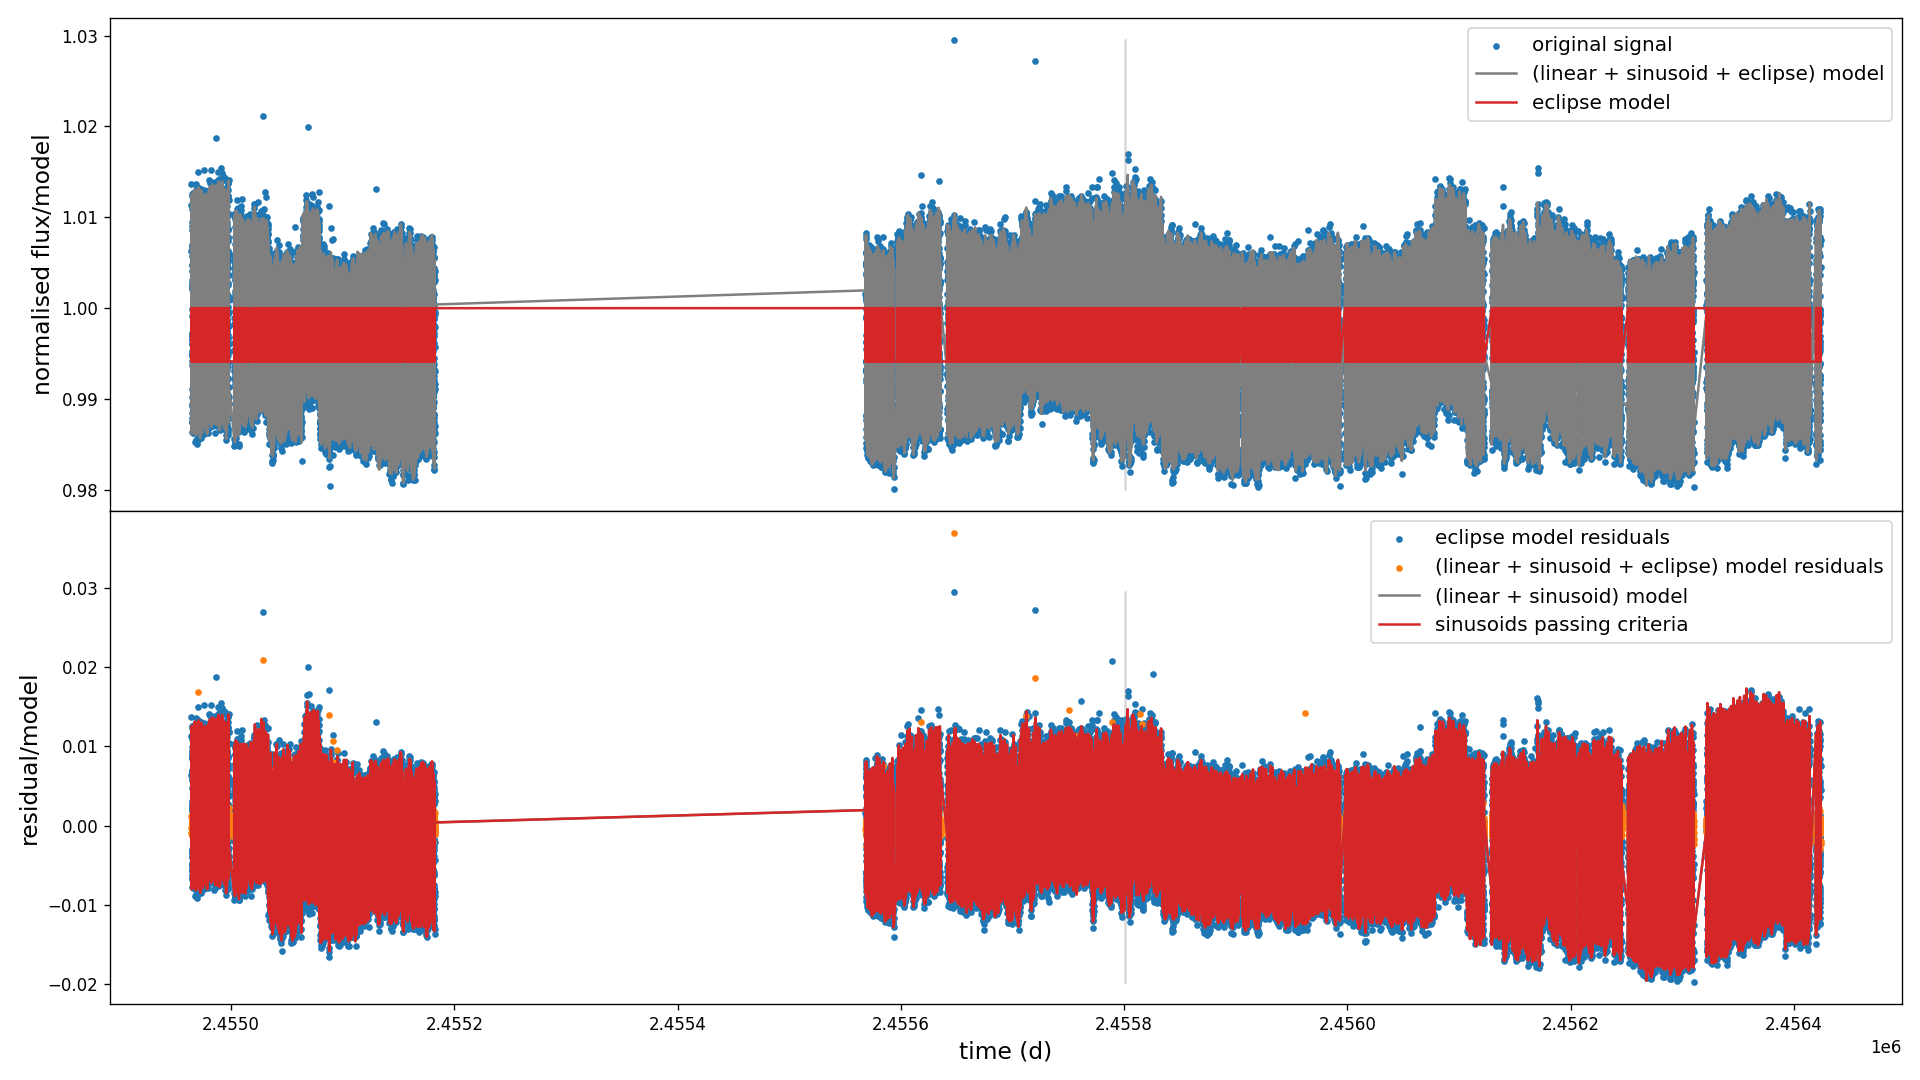 1.03
1.02
1.01
1.00
0.99
0.98
normalised flux/model
original signal
(linear + sinusoid + eclipse) model
eclipse model
0.03
0.02
0.01
0.00
−0.01
−0.02
residual/model
eclipse model residuals
(linear + sinusoid + eclipse) model residuals
(linear + sinusoid) model
sinusoids passing criteria
2.4550 2.4552 2.4554 2.4556 2.4558 2.4560 2.4562 2.4564
1e6
time (d)